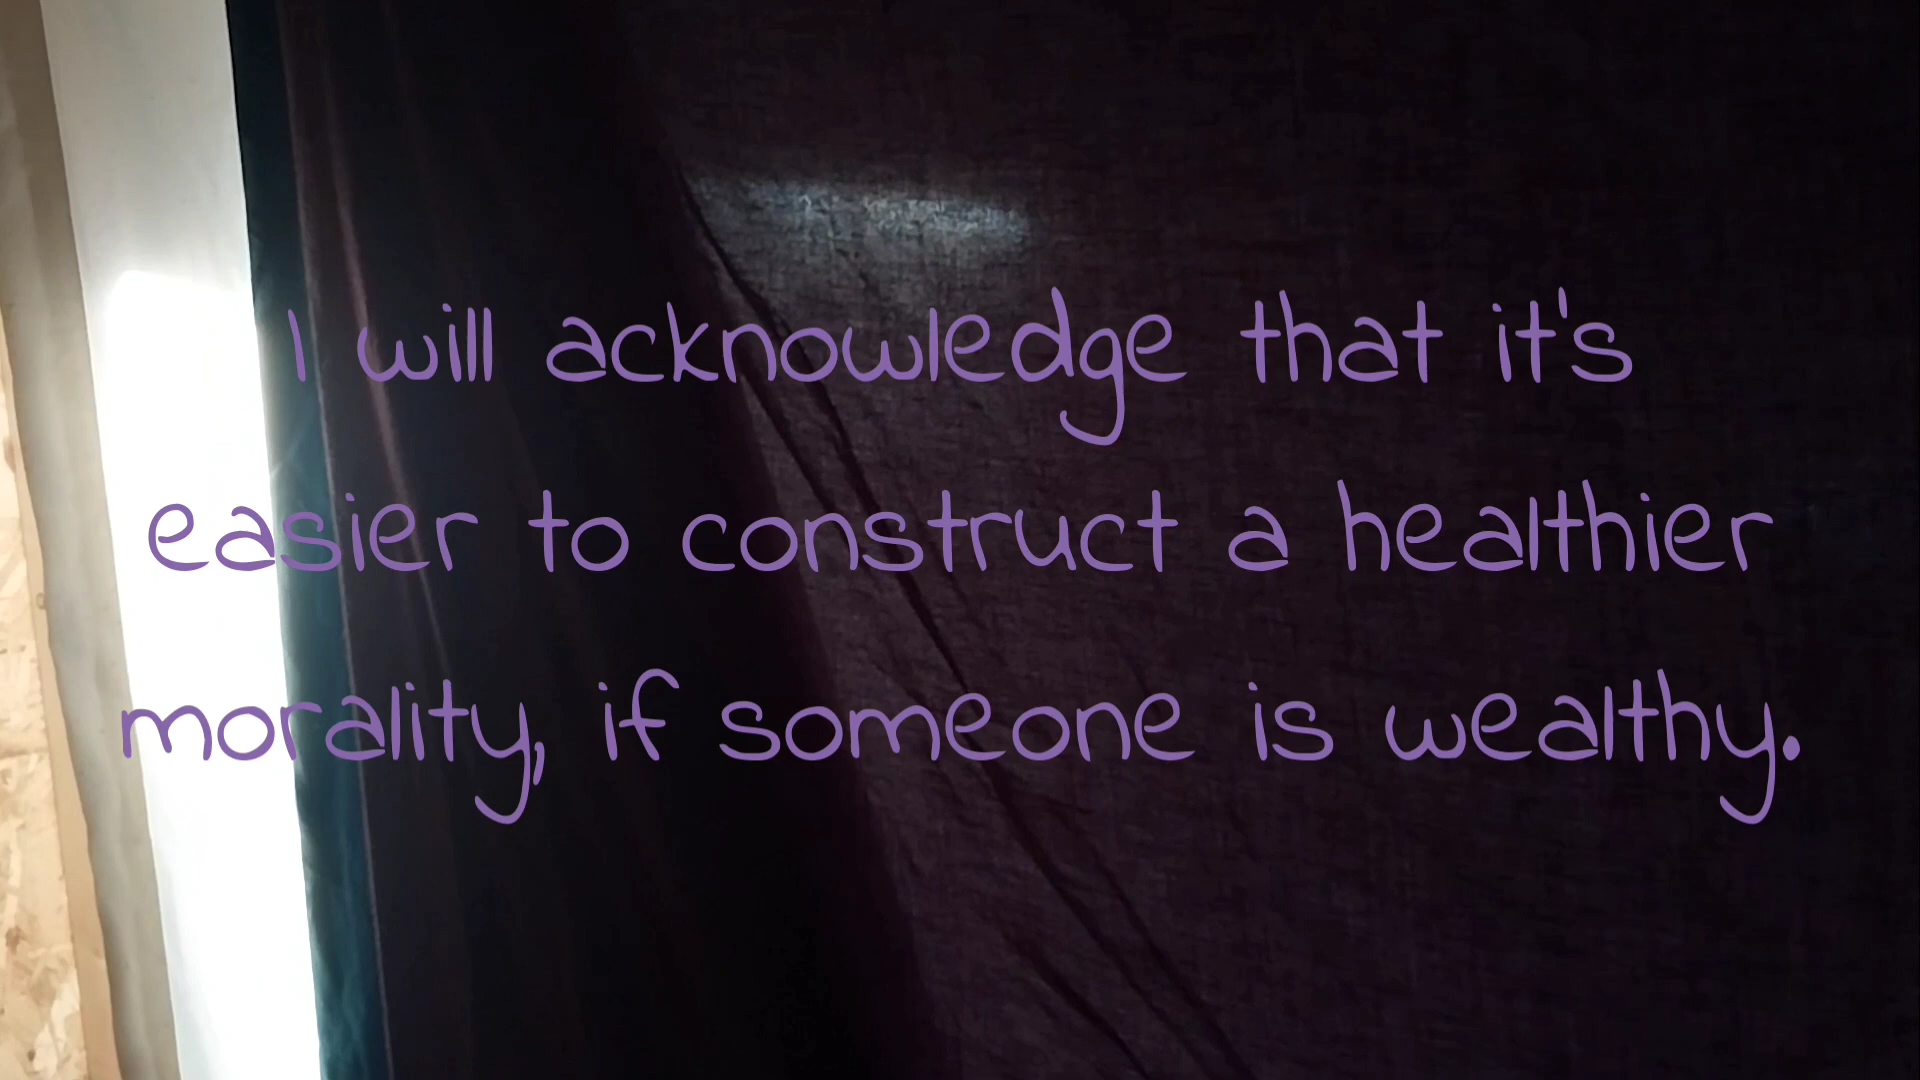 I will acknowledge that it's
easier to construct a healthier
morality, if someone is wealthy.